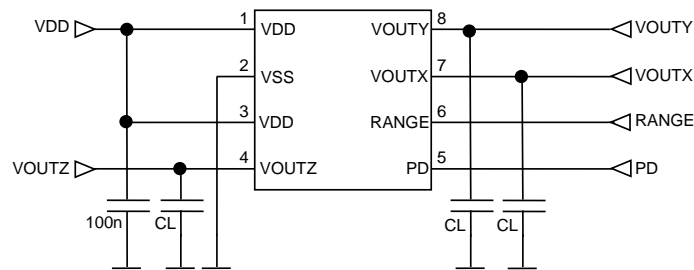 VDD 1 VDD VOUTY 8 VOUTY
2 VSS VOUTX 7 VOUTX
3 VDD RANGE 6 RANGE
VOUTZ 4 VOUTZ PD 5 PD
100n CL CL CL